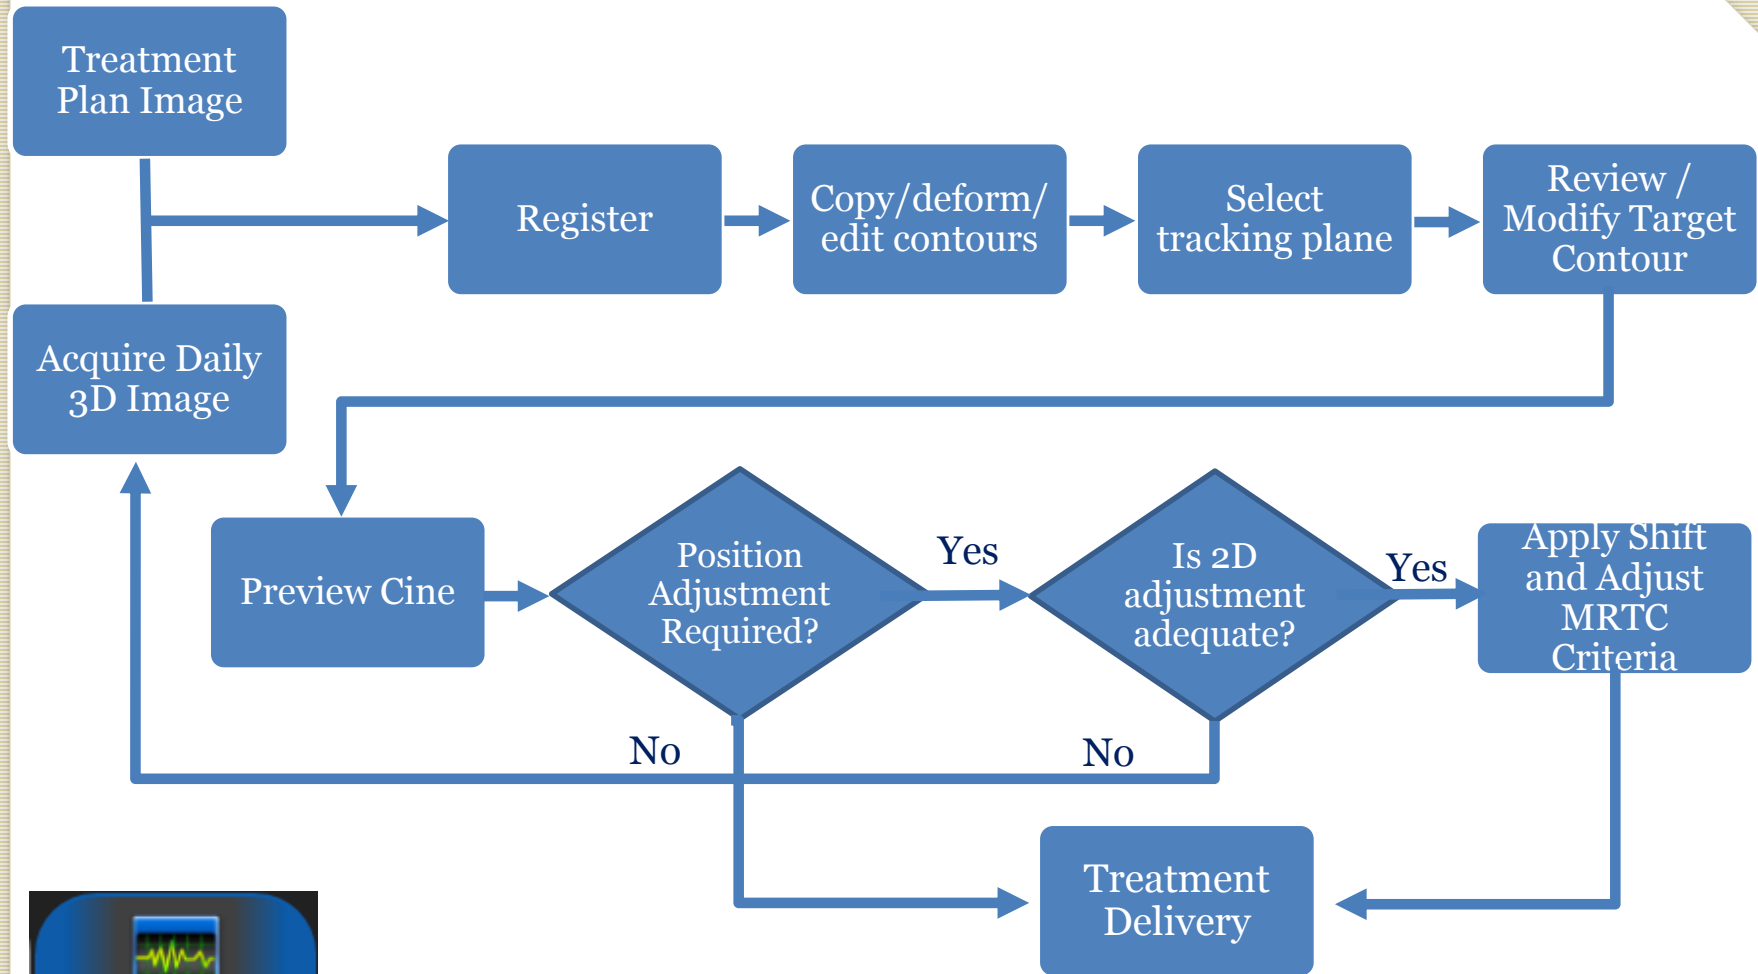 Treatment
Plan Image
Register
Copy/deform/
edit contours
Select
tracking plane
Review /
Modify Target
Contour
Acquire Daily
3D Image
Preview Cine
Position
Adjustment
Required?
Yes
Is 2D
adjustment
adequate?
Yes
Apply Shift
and Adjust
MRTC
Criteria
No
No
Treatment
Delivery